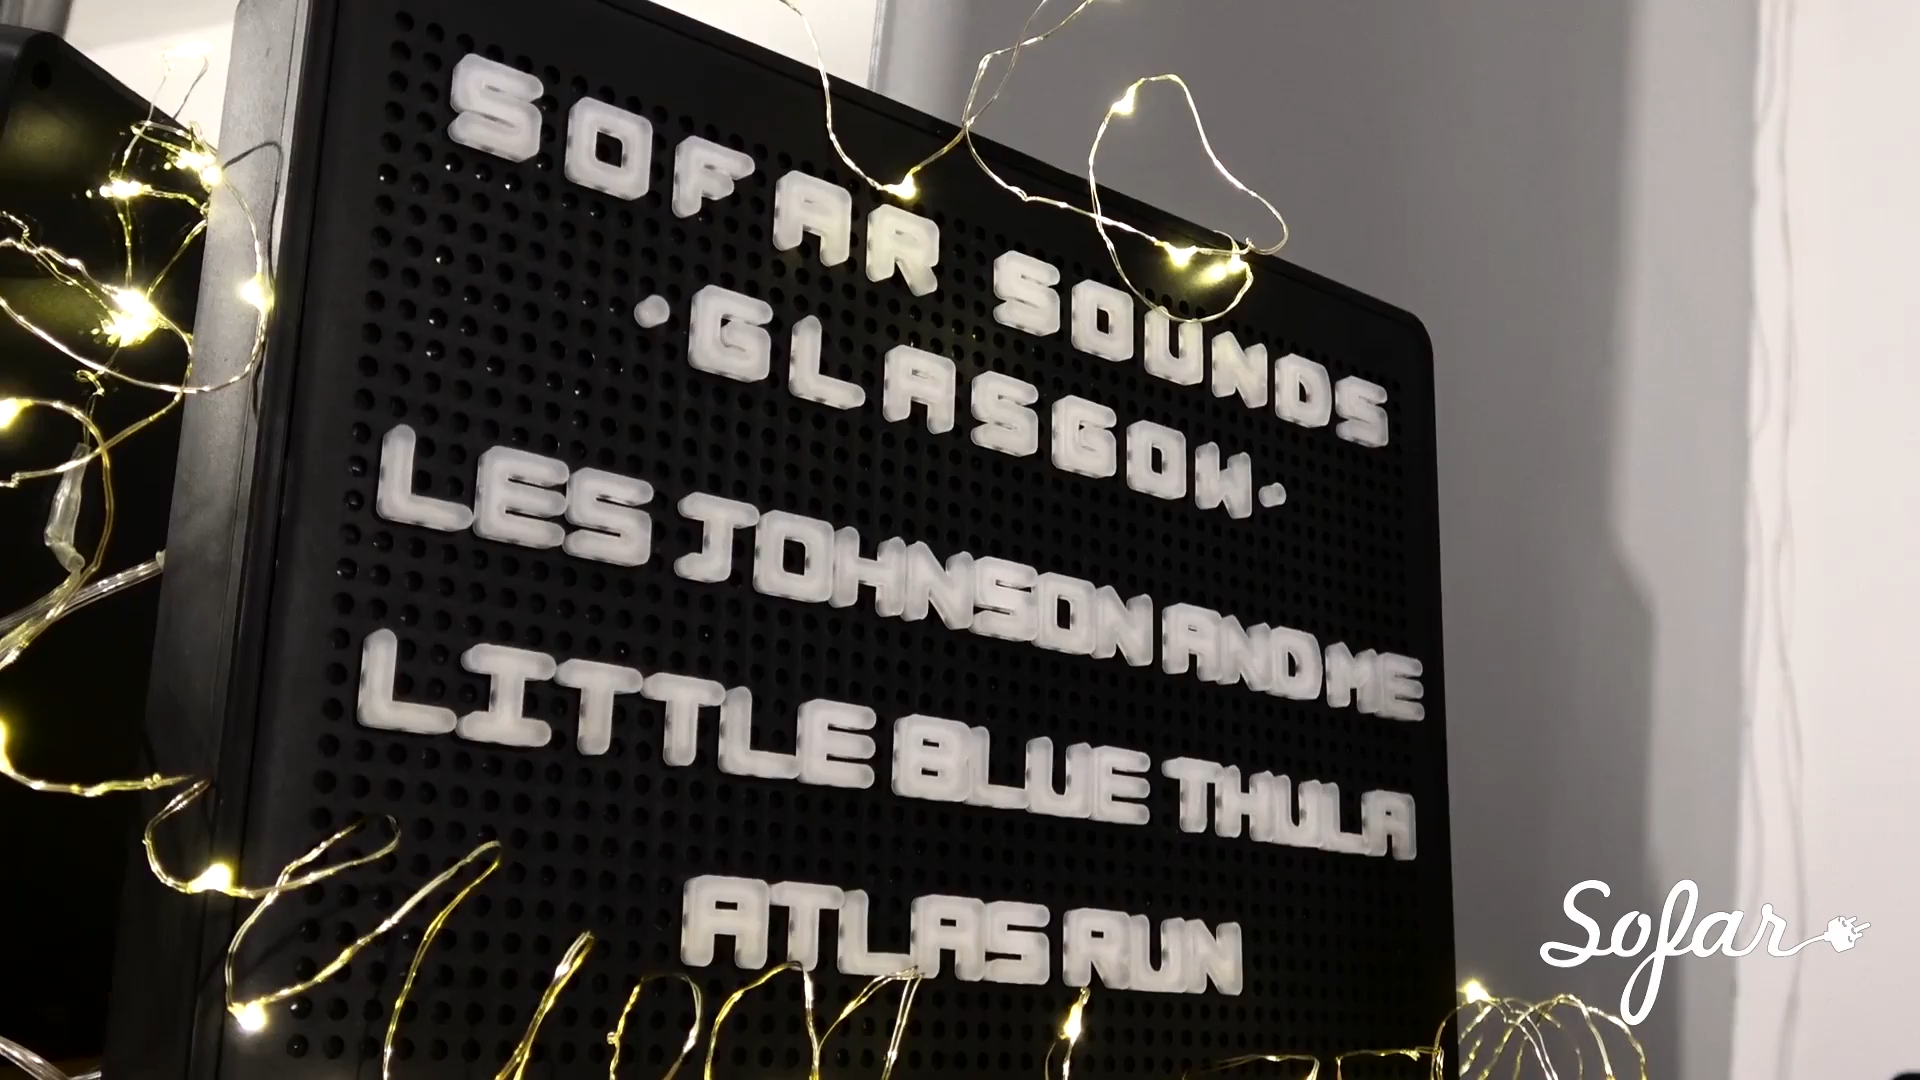 SOFAR SOUNDS
·GLASGOW·
LES JOHNSON AND ME
LITTLE BLUE THULA
ATLAS RUN
Sofar